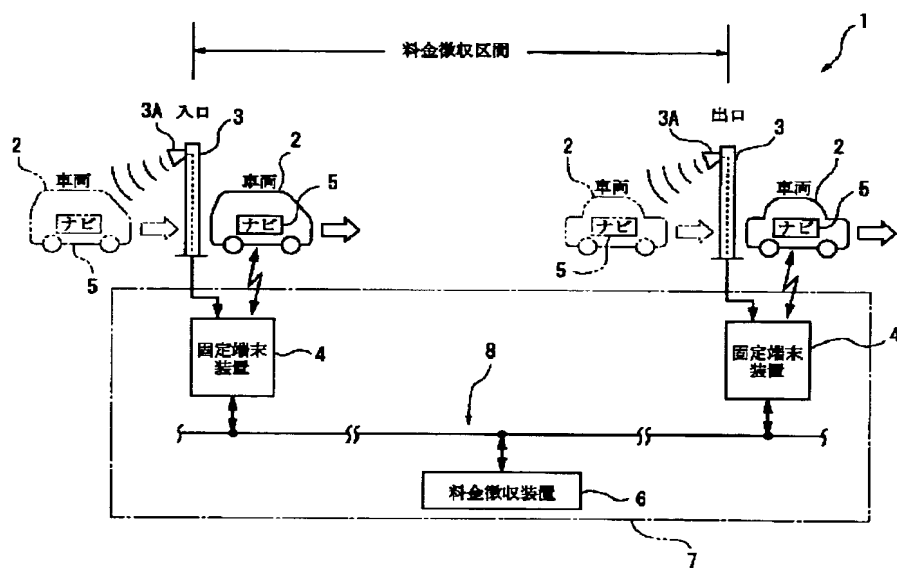 1
料金徴収区間
3A 入口 3
3A 出口 3
2 車両 2 5
ナビ ナビ
5
2 車両 車両 2 5
ナビ ナビ
5
固定端末
装置
4
固定端末
装置
4
8
料金徴収装置
6
7